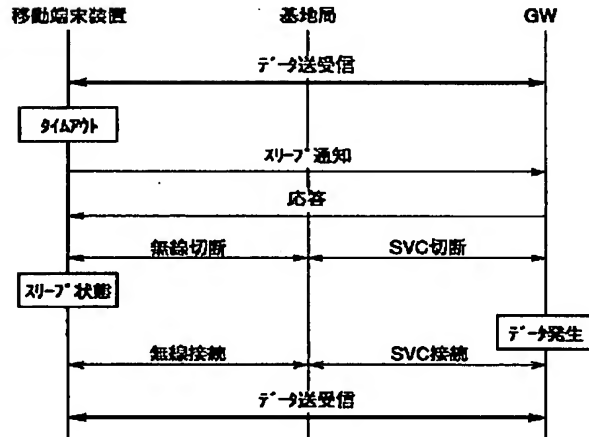 移動端末装置 基地局 GW
データ送受信
タイムアウト
スリープ通知
応答
無線切断 SVC切断
スリープ状態
データ発生
無線接続 SVC接続
データ送受信